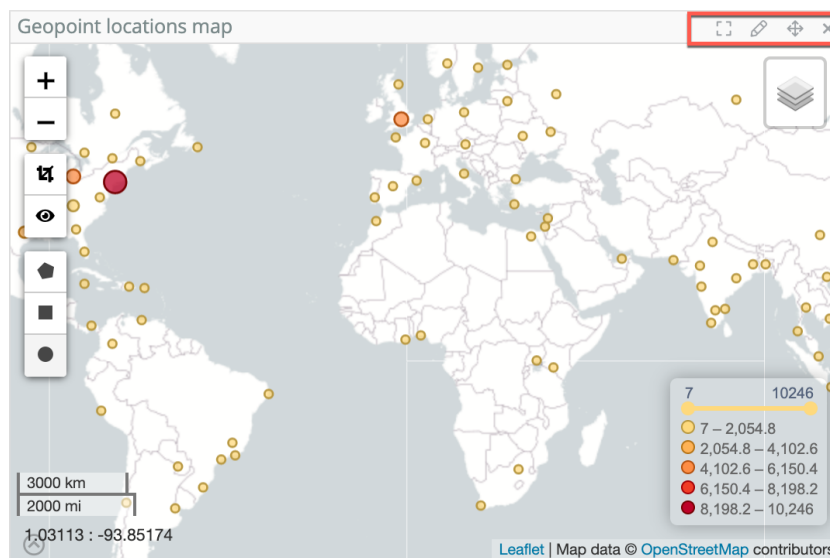 Geopoint locations map
+
−
7 10246
7 – 2,054.8
2,054.8 – 4,102.6
4,102.6 – 6,150.4
6,150.4 – 8,198.2
8,198.2 – 10,246
3000 km
2000 mi
1.03113 : -93.85174
Leaflet | Map data © OpenStreetMap contributors